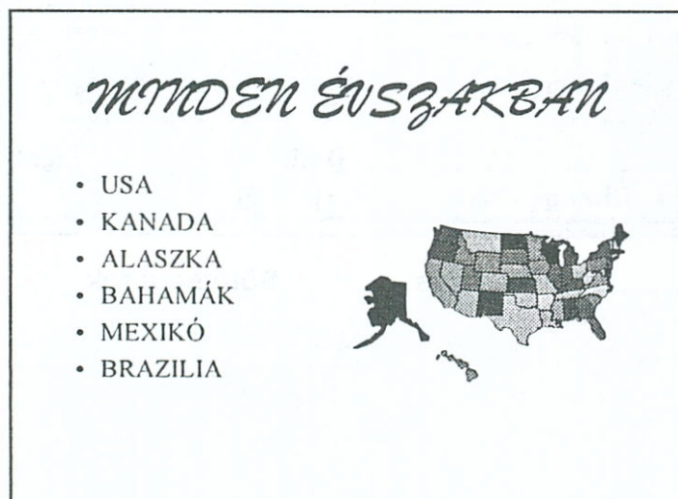 MINDEN ÉVSZAKBAN
• USA
• KANADA
• ALASZKA
• BAHAMÁK
• MEXIKÓ
• BRAZILIA